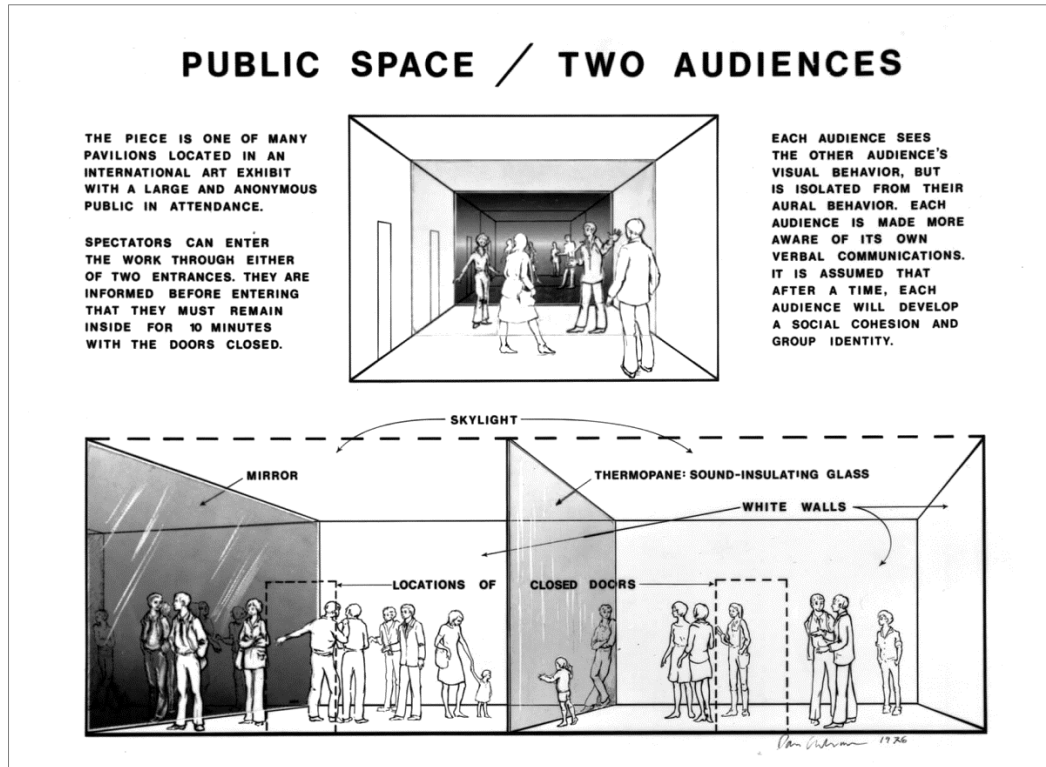 PUBLIC SPACE / TWO AUDIENCES
THE PIECE IS ONE OF MANY
PAVILIONS LOCATED IN AN
INTERNATIONAL ART EXHIBIT
WITH A LARGE AND ANONYMOUS
PUBLIC IN ATTENDANCE.
SPECTATORS CAN ENTER
THE WORK THROUGH EITHER
OF TWO ENTRANCES. THEY ARE
INFORMED BEFORE ENTERING
THAT THEY MUST REMAIN
INSIDE FOR 10 MINUTES
WITH THE DOORS CLOSED.
EACH AUDIENCE SEES
THE OTHER AUDIENCE'S
VISUAL BEHAVIOR, BUT
IS ISOLATED FROM THEIR
AURAL BEHAVIOR. EACH
AUDIENCE IS MADE MORE
AWARE OF ITS OWN
VERBAL COMMUNICATIONS.
IT IS ASSUMED THAT
AFTER A TIME, EACH
AUDIENCE WILL DEVELOP
A SOCIAL COHESION AND
GROUP IDENTITY.
SKYLIGHT
MIRROR
THERMOPANE: SOUND-INSULATING GLASS
WHITE WALLS
LOCATIONS OF CLOSED DOORS
Dan Graham 1976